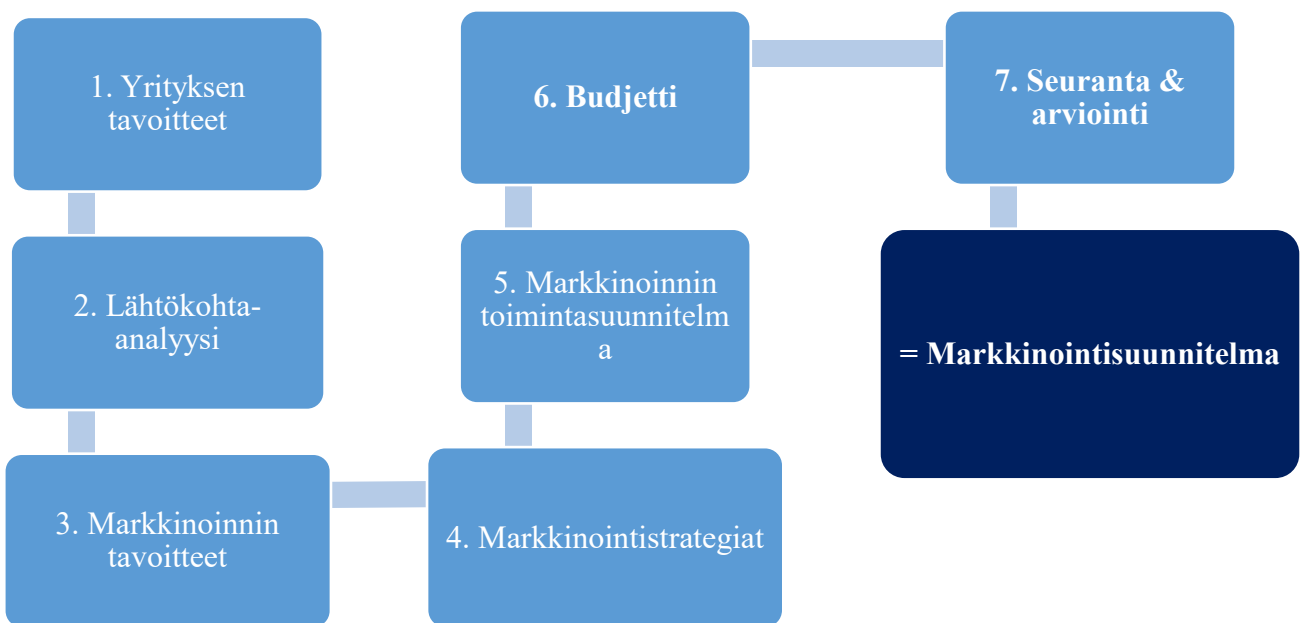 1. Yrityksen
tavoitteet
2. Lähtökohta-
analyysi
3. Markkinoinnin
tavoitteet
4. Markkinointistrategiat
5. Markkinoinnin
toimintasuunnitelm
a
6. Budjetti
7. Seuranta &
arviointi
= Markkinointisuunnitelma